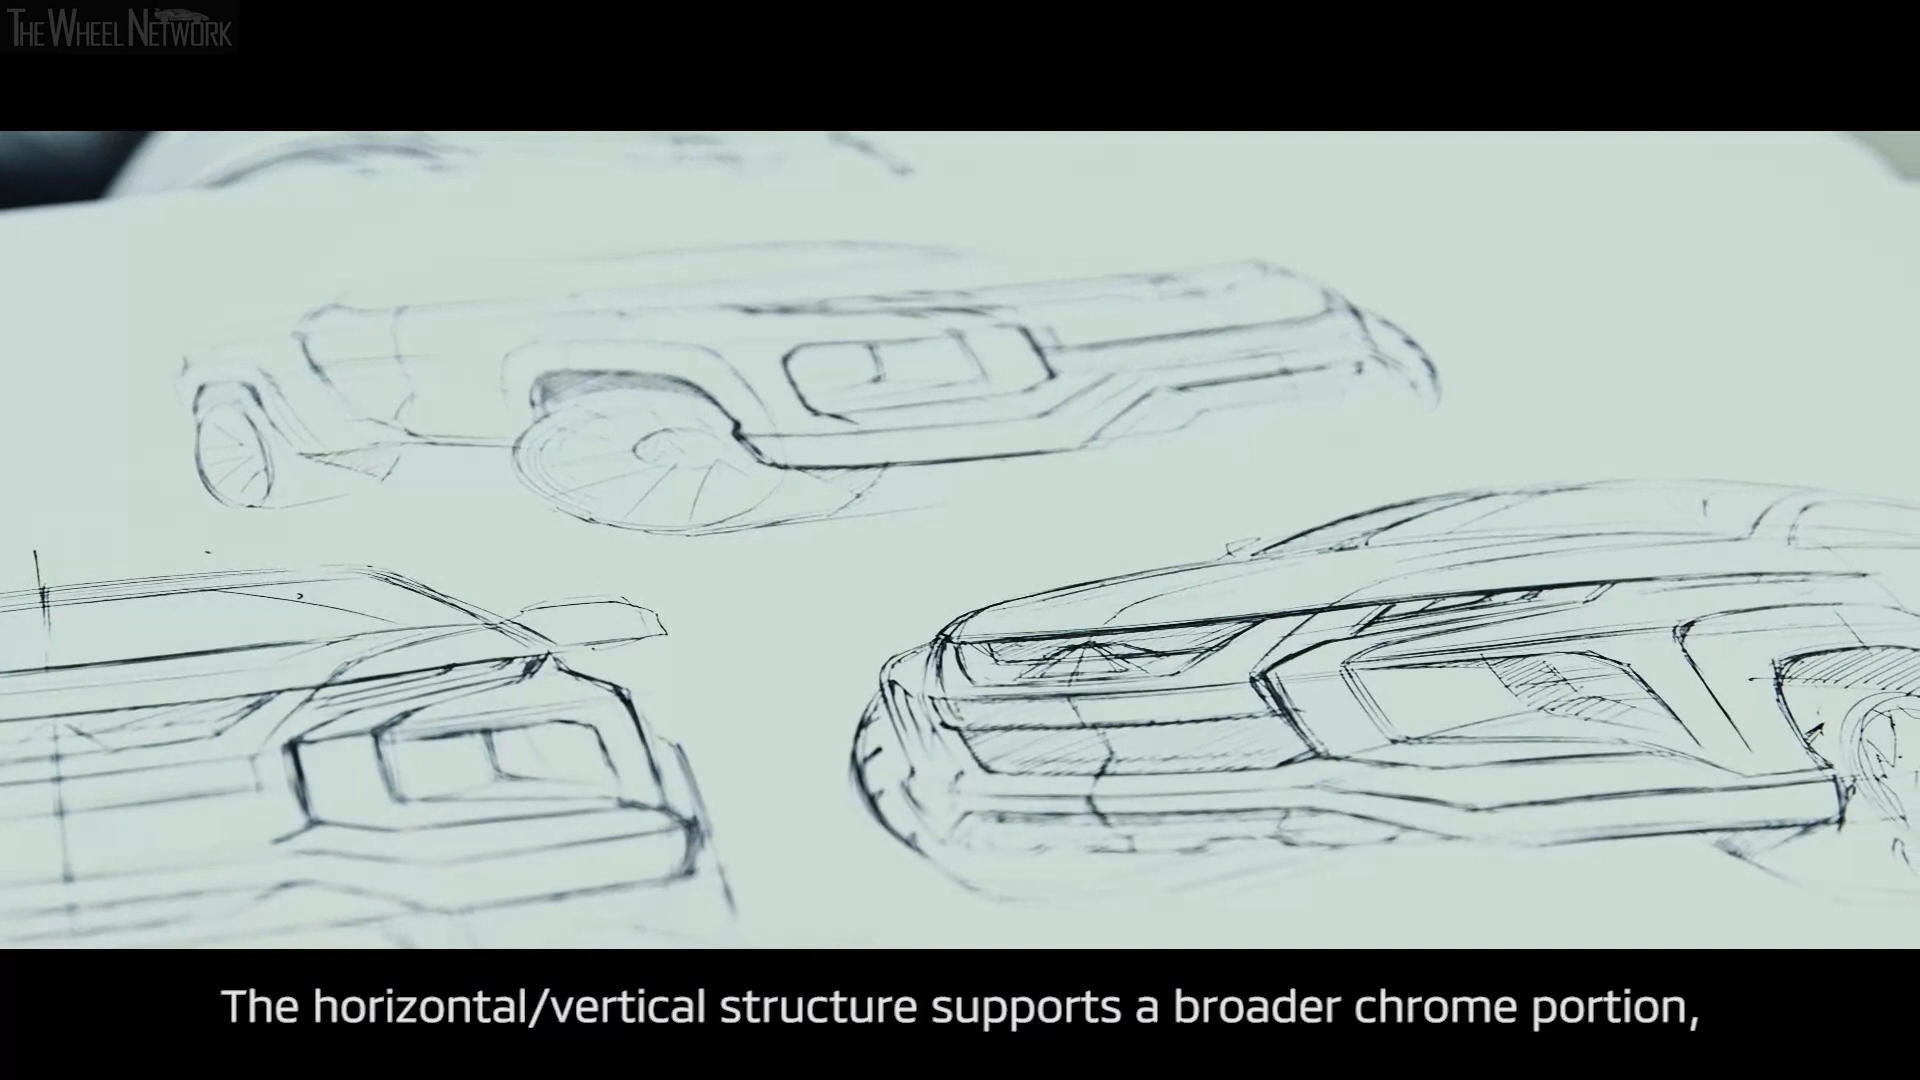 THE WHEEL NETWORK
The horizontal/vertical structure supports a broader chrome portion,